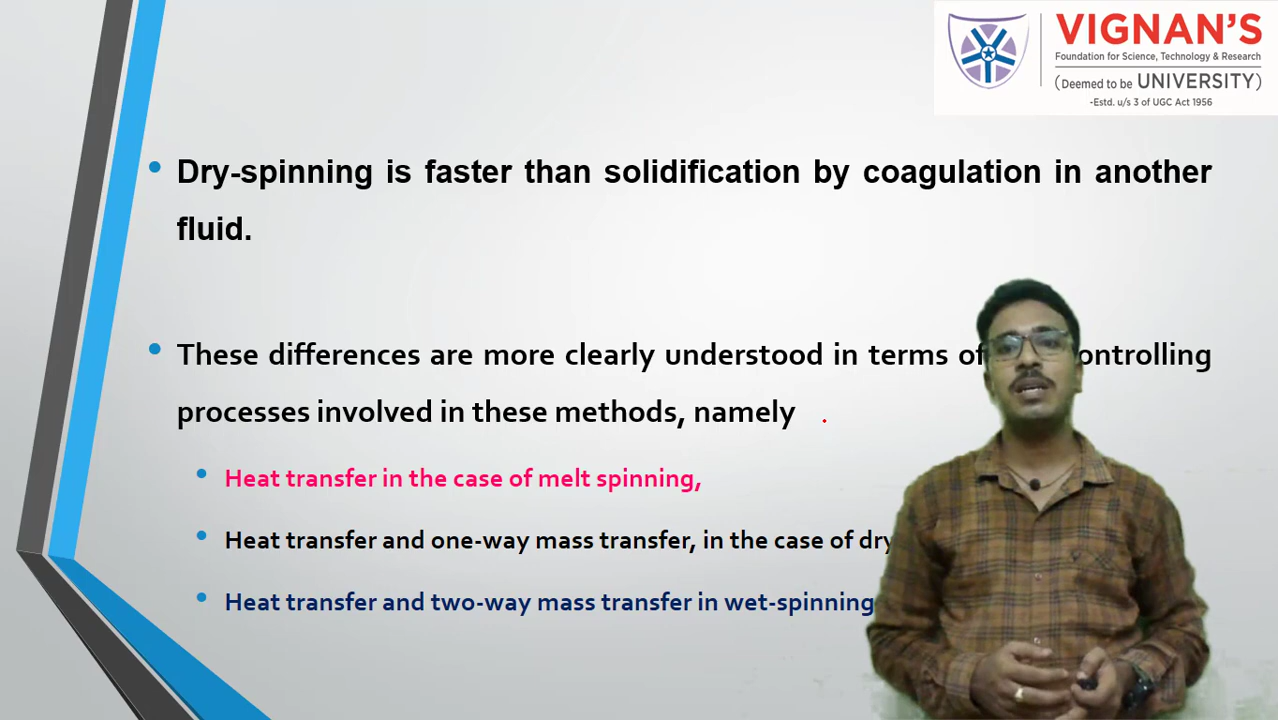 VIGNAN'S
Foundation for Science, Technology & Research
(Deemed to be UNIVERSITY)
-Estd. u/s 3 of UGC Act 1956
• Dry-spinning is faster than solidification by coagulation in another
fluid.
• These differences are more clearly understood in terms of ontrolling
processes involved in these methods, namely .
• Heat transfer in the case of melt spinning,
• Heat transfer and one-way mass transfer, in the case of dry
• Heat transfer and two-way mass transfer in wet-spinning